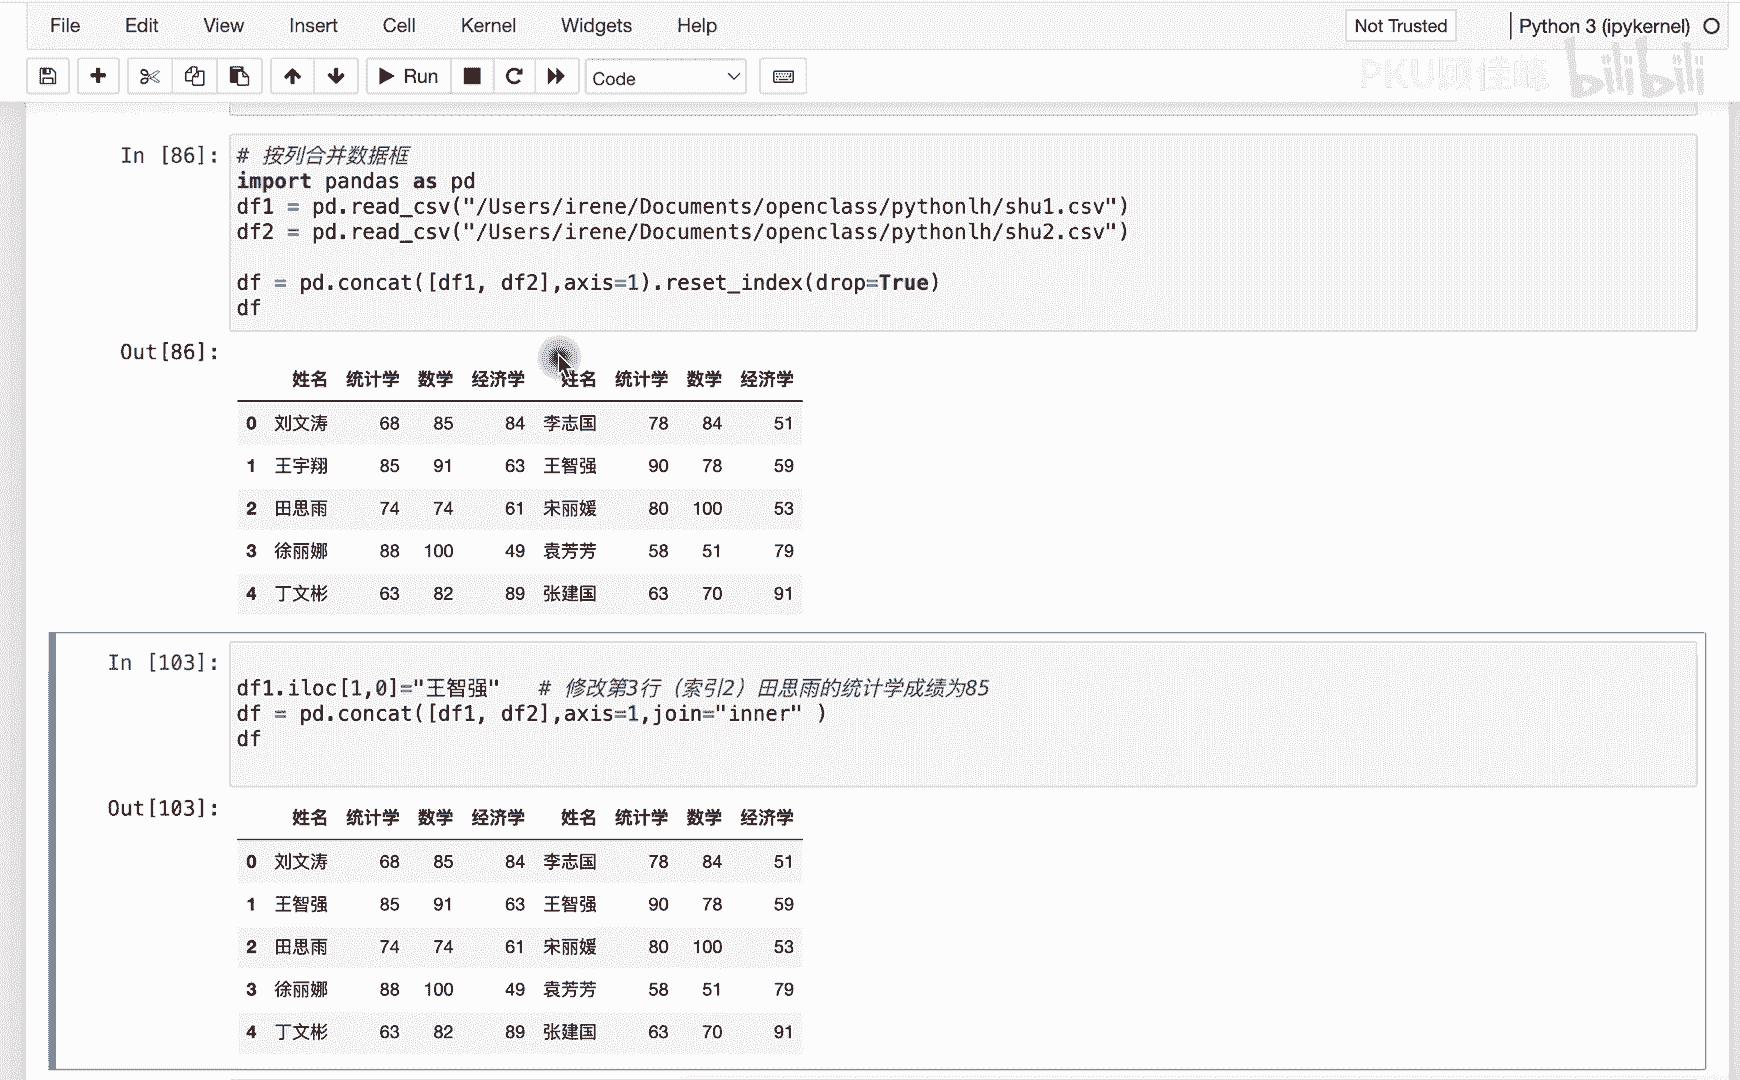 File Edit View Insert Cell Kernel Widgets Help Not Trusted Python 3 (ipykernel)
Run Code PKU顾佳峰 bilibili
In [86]: # 按列合并数据框
import pandas as pd
df1 = pd.read_csv("/Users/irene/Documents/openclass/pythonlh/shu1.csv")
df2 = pd.read_csv("/Users/irene/Documents/openclass/pythonlh/shu2.csv")
df = pd.concat([df1, df2],axis=1).reset_index(drop=True)
df
Out[86]:
姓名 统计学 数学 经济学 姓名 统计学 数学 经济学
0 刘文涛 68 85 84 李志国 78 84 51
1 王宇翔 85 91 63 王智强 90 78 59
2 田思雨 74 74 61 宋丽媛 80 100 53
3 徐丽娜 88 100 49 袁芳芳 58 51 79
4 丁文彬 63 82 89 张建国 63 70 91
In [103]:
df1.iloc[1,0]="王智强" # 修改第3行（索引2）田思雨的统计学成绩为85
df = pd.concat([df1, df2],axis=1,join="inner" )
df
Out[103]:
姓名 统计学 数学 经济学 姓名 统计学 数学 经济学
0 刘文涛 68 85 84 李志国 78 84 51
1 王智强 85 91 63 王智强 90 78 59
2 田思雨 74 74 61 宋丽媛 80 100 53
3 徐丽娜 88 100 49 袁芳芳 58 51 79
4 丁文彬 63 82 89 张建国 63 70 91